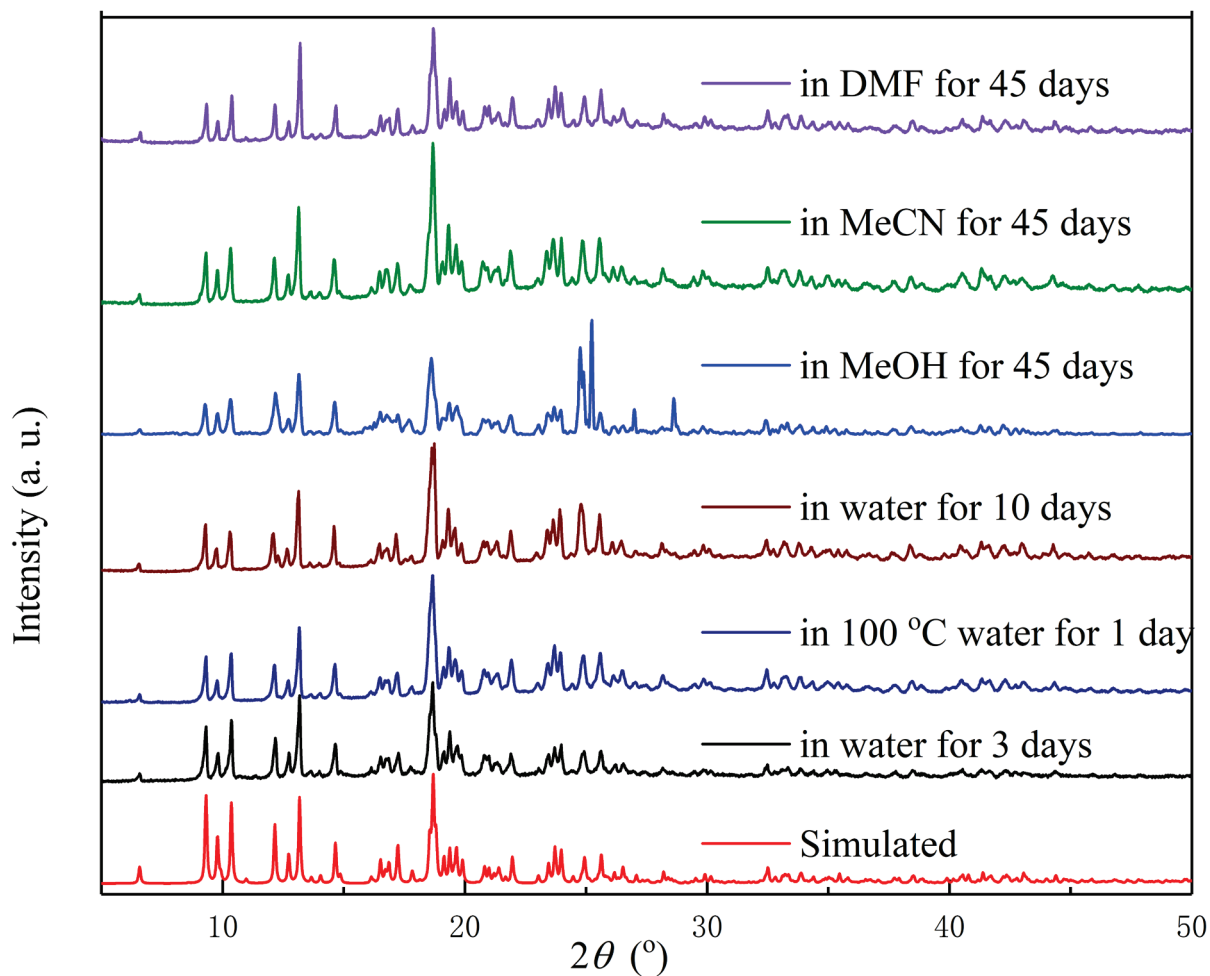 in DMF for 45 days
in MeCN for 45 days
in MeOH for 45 days
in water for 10 days
in 100 °C water for 1 day
in water for 3 days
Simulated
Intensity (a. u.)
10 20 30 40 50
2θ (°)